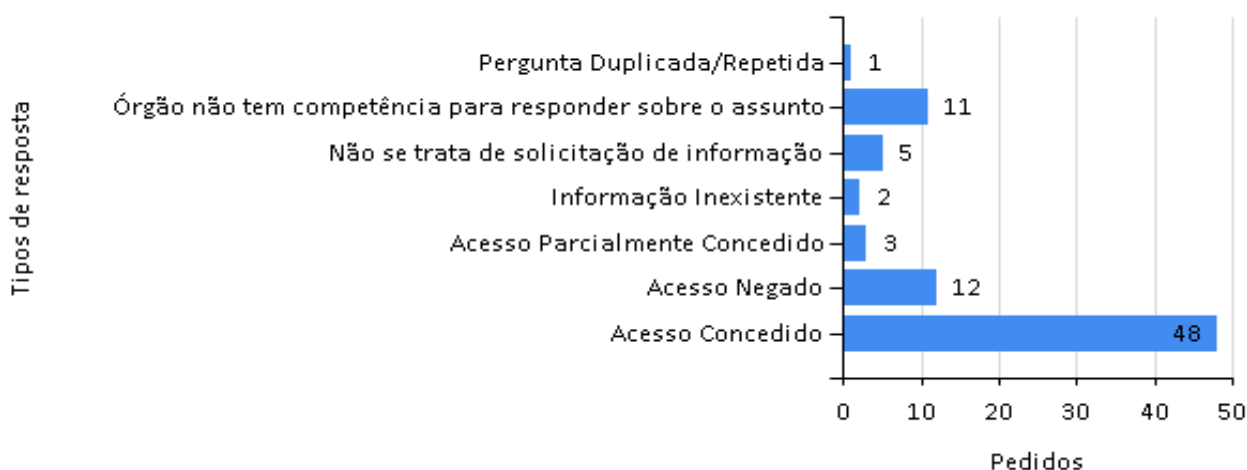 Tipos de resposta
Pergunta Duplicada/Repetida 1
Órgão não tem competência para responder sobre o assunto 11
Não se trata de solicitação de informação 5
Informação Inexistente 2
Acesso Parcialmente Concedido 3
Acesso Negado 12
Acesso Concedido 48
0 10 20 30 40 50
Pedidos